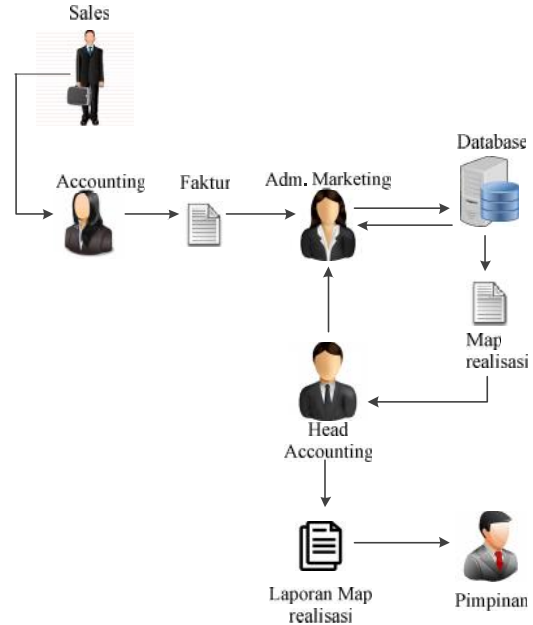 Sales
Accounting
Faktur
Adm. Marketing
Database
Map
realisasi
Head
Accounting
Laporan Map
realisasi
Pimpinan